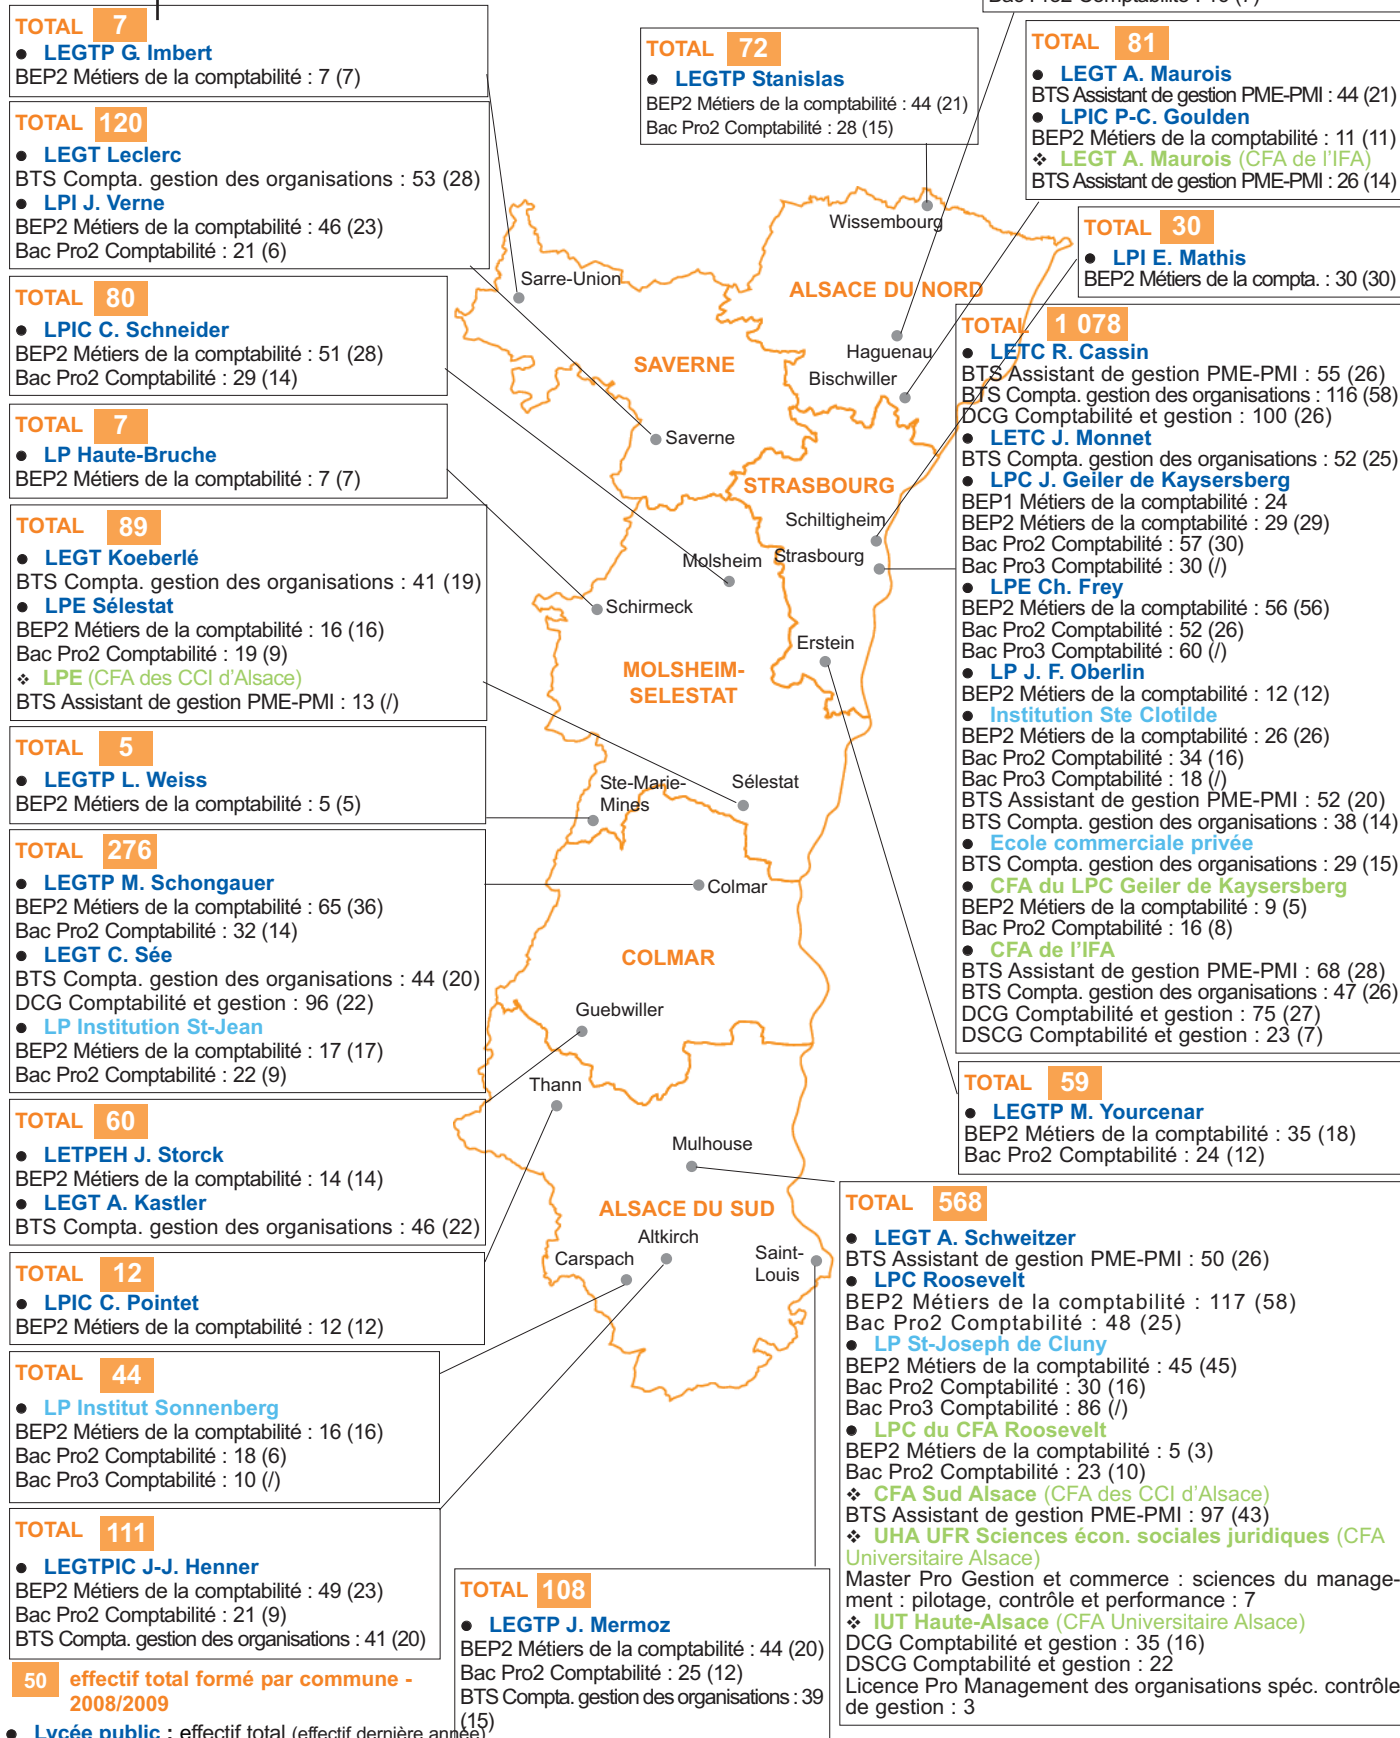 TOTAL 7
● LEGTP G. Imbert
BEP2 Métiers de la comptabilité : 7 (7)
TOTAL 120
● LEGT Leclerc
BTS Compta. gestion des organisations : 53 (28)
● LPI J. Verne
BEP2 Métiers de la comptabilité : 46 (23)
Bac Pro2 Comptabilité : 21 (6)
TOTAL 80
● LPIC C. Schneider
BEP2 Métiers de la comptabilité : 51 (28)
Bac Pro2 Comptabilité : 29 (14)
TOTAL 7
● LP Haute-Bruche
BEP2 Métiers de la comptabilité : 7 (7)
TOTAL 89
● LEGT Koeberlé
BTS Compta. gestion des organisations : 41 (19)
● LPE Sélestat
BEP2 Métiers de la comptabilité : 16 (16)
Bac Pro2 Comptabilité : 19 (9)
❖ LPE (CFA des CCI d'Alsace)
BTS Assistant de gestion PME-PMI : 13 (/)
TOTAL 5
● LEGTP L. Weiss
BEP2 Métiers de la comptabilité : 5 (5)
TOTAL 276
● LEGTP M. Schongauer
BEP2 Métiers de la comptabilité : 65 (36)
Bac Pro2 Comptabilité : 32 (14)
● LEGT C. Sée
BTS Compta. gestion des organisations : 44 (20)
DCG Comptabilité et gestion : 96 (22)
● LP Institution St-Jean
BEP2 Métiers de la comptabilité : 17 (17)
Bac Pro2 Comptabilité : 22 (9)
TOTAL 60
● LETPEH J. Storck
BEP2 Métiers de la comptabilité : 14 (14)
● LEGT A. Kastler
BTS Compta. gestion des organisations : 46 (22)
TOTAL 12
● LPIC C. Pointet
BEP2 Métiers de la comptabilité : 12 (12)
TOTAL 44
● LP Institut Sonnenberg
BEP2 Métiers de la comptabilité : 16 (16)
Bac Pro2 Comptabilité : 18 (6)
Bac Pro3 Comptabilité : 10 (/)
TOTAL 111
● LEGTPIC J-J. Henner
BEP2 Métiers de la comptabilité : 49 (23)
Bac Pro2 Comptabilité : 21 (9)
BTS Compta. gestion des organisations : 41 (20)
50 effectif total formé par commune -
2008/2009
● Lycée public : effectif total (effectif dernière année)
TOTAL 72
● LEGTP Stanislas
BEP2 Métiers de la comptabilité : 44 (21)
Bac Pro2 Comptabilité : 28 (15)
Wissembourg
Sarre-Union
ALSACE DU NORD
Haguenau
SAVERNE
Bischwiller
Saverne
STRASBOURG
Schiltigheim
Molsheim
Strasbourg
Schirmeck
Erstein
MOLSHEIM-
SELESTAT
Ste-Marie-
Mines
Sélestat
Colmar
COLMAR
Guebwiller
Thann
Mulhouse
ALSACE DU SUD
Altkirch
Carspach
Saint-
Louis
TOTAL 108
● LEGTP J. Mermoz
BEP2 Métiers de la comptabilité : 44 (20)
Bac Pro2 Comptabilité : 25 (12)
BTS Compta. gestion des organisations : 39
(15)
TOTAL 81
● LEGT A. Maurois
BTS Assistant de gestion PME-PMI : 44 (21)
● LPIC P-C. Goulden
BEP2 Métiers de la comptabilité : 11 (11)
❖ LEGT A. Maurois (CFA de l'IFA)
BTS Assistant de gestion PME-PMI : 26 (14)
TOTAL 30
● LPI E. Mathis
BEP2 Métiers de la compta. : 30 (30)
TOTAL 1 078
● LETC R. Cassin
BTS Assistant de gestion PME-PMI : 55 (26)
BTS Compta. gestion des organisations : 116 (58)
DCG Comptabilité et gestion : 100 (26)
● LETC J. Monnet
BTS Compta. gestion des organisations : 52 (25)
● LPC J. Geiler de Kaysersberg
BEP1 Métiers de la comptabilité : 24
BEP2 Métiers de la comptabilité : 29 (29)
Bac Pro2 Comptabilité : 57 (30)
Bac Pro3 Comptabilité : 30 (/)
● LPE Ch. Frey
BEP2 Métiers de la comptabilité : 56 (56)
Bac Pro2 Comptabilité : 52 (26)
Bac Pro3 Comptabilité : 60 (/)
● LP J. F. Oberlin
BEP2 Métiers de la comptabilité : 12 (12)
● Institution Ste Clotilde
BEP2 Métiers de la comptabilité : 26 (26)
Bac Pro2 Comptabilité : 34 (16)
Bac Pro3 Comptabilité : 18 (/)
BTS Assistant de gestion PME-PMI : 52 (20)
BTS Compta. gestion des organisations : 38 (14)
● Ecole commerciale privée
BTS Compta. gestion des organisations : 29 (15)
● CFA du LPC Geiler de Kaysersberg
BEP2 Métiers de la comptabilité : 9 (5)
Bac Pro2 Comptabilité : 16 (8)
● CFA de l'IFA
BTS Assistant de gestion PME-PMI : 68 (28)
BTS Compta. gestion des organisations : 47 (26)
DCG Comptabilité et gestion : 75 (27)
DSCG Comptabilité et gestion : 23 (7)
TOTAL 59
● LEGTP M. Yourcenar
BEP2 Métiers de la comptabilité : 35 (18)
Bac Pro2 Comptabilité : 24 (12)
TOTAL 568
● LEGT A. Schweitzer
BTS Assistant de gestion PME-PMI : 50 (26)
● LPC Roosevelt
BEP2 Métiers de la comptabilité : 117 (58)
Bac Pro2 Comptabilité : 48 (25)
● LP St-Joseph de Cluny
BEP2 Métiers de la comptabilité : 45 (45)
Bac Pro2 Comptabilité : 30 (16)
Bac Pro3 Comptabilité : 86 (/)
● LPC du CFA Roosevelt
BEP2 Métiers de la comptabilité : 5 (3)
Bac Pro2 Comptabilité : 23 (10)
❖ CFA Sud Alsace (CFA des CCI d'Alsace)
BTS Assistant de gestion PME-PMI : 97 (43)
❖ UHA UFR Sciences écon. sociales juridiques (CFA
Universitaire Alsace)
Master Pro Gestion et commerce : sciences du manage-
ment : pilotage, contrôle et performance : 7
❖ IUT Haute-Alsace (CFA Universitaire Alsace)
DCG Comptabilité et gestion : 35 (16)
DSCG Comptabilité et gestion : 22
Licence Pro Management des organisations spéc. contrôle
de gestion : 3